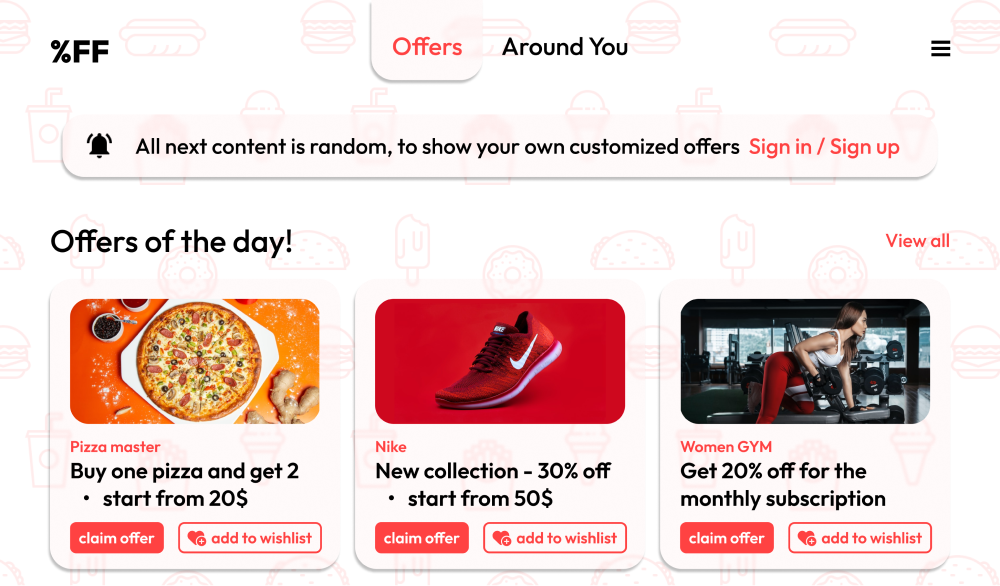 %FF
Offers
Around You
All next content is random, to show your own customized offers Sign in / Sign up
Offers of the day!
View all
Pizza master
Buy one pizza and get 2
• start from 20$
claim offer
add to wishlist
NIKE
Nike
New collection - 30% off
• start from 50$
claim offer
add to wishlist
Women GYM
Get 20% off for the
monthly subscription
claim offer
add to wishlist